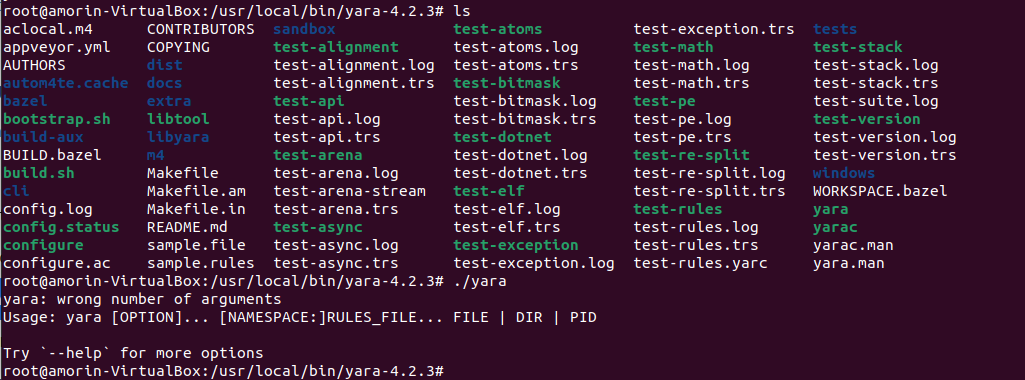 root@amorin-VirtualBox:/usr/local/bin/yara-4.2.3# ls
aclocal.m4 CONTRIBUTORS sandbox test-atoms test-exception.trs tests
appveyor.yml COPYING test-alignment test-atoms.log test-math test-stack
AUTHORS dist test-alignment.log test-atoms.trs test-math.log test-stack.log
autom4te.cache docs test-alignment.trs test-bitmask test-math.trs test-stack.trs
bazel extra test-api test-bitmask.log test-pe test-suite.log
bootstrap.sh libtool test-api.log test-bitmask.trs test-pe.log test-version
build-aux libyara test-api.trs test-dotnet test-pe.trs test-version.log
BUILD.bazel m4 test-arena test-dotnet.log test-re-split test-version.trs
build.sh Makefile test-arena.log test-dotnet.trs test-re-split.log windows
cli Makefile.am test-arena-stream test-elf test-re-split.trs WORKSPACE.bazel
config.log Makefile.in test-arena.trs test-elf.log test-rules yara
config.status README.md test-async test-elf.trs test-rules.log yarac
configure sample.file test-async.log test-exception test-rules.trs yarac.man
configure.ac sample.rules test-async.trs test-exception.log test-rules.yarc yara.man
root@amorin-VirtualBox:/usr/local/bin/yara-4.2.3# ./yara
yara: wrong number of arguments
Usage: yara [OPTION]... [NAMESPACE:]RULES_FILE... FILE | DIR | PID
Try `--help` for more options
root@amorin-VirtualBox:/usr/local/bin/yara-4.2.3#